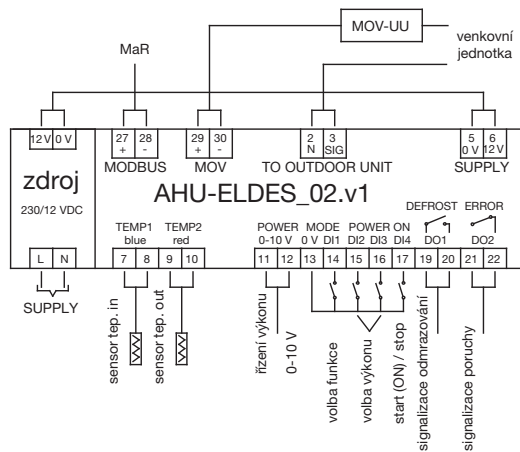 MOV-UU
venkovní
jednotka
MaR
12 V 0 V
27 28
+ -
MODBUS
29 30
+ -
MOV
2 3
N SIG
TO OUTDOOR UNIT
5 6
0 V 12 V
SUPPLY
zdroj
230/12 VDC
AHU-ELDES_02.v1
L N
SUPPLY
TEMP1 TEMP2
blue red
7 8 9 10
POWER MODE POWER ON
0-10 V 0 V DI1 DI2 DI3 DI4
11 12 13 14 15 16 17
DEFROST ERROR
DO1 DO2
19 20 21 22
sensor tep. in
sensor tep. out
řízení výkonu
0-10 V
volba funkce
volba výkonu
start (ON) / stop
signalizace odmrazování
signalizace poruchy